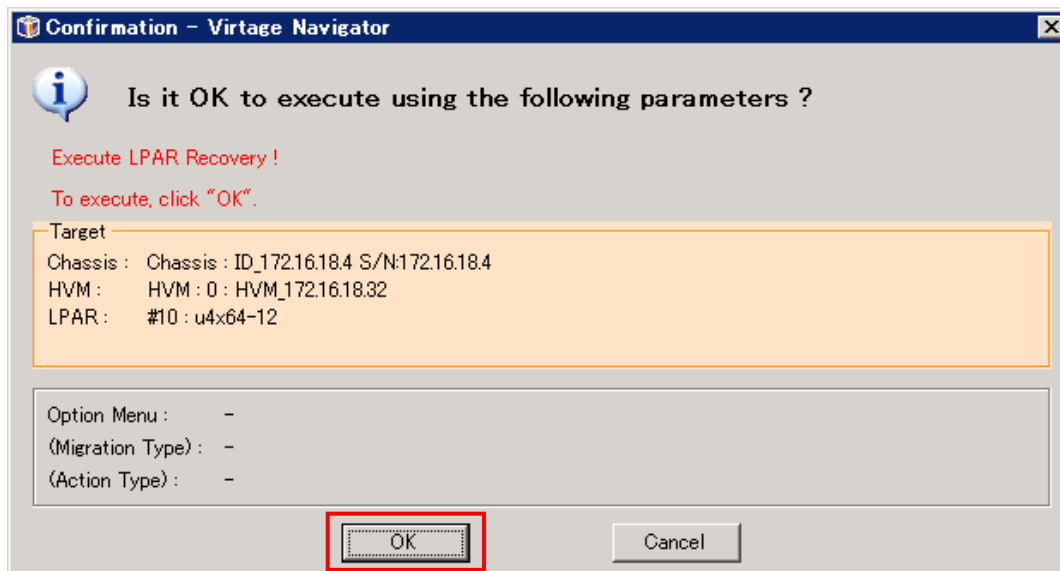 Confirmation - Virtage Navigator
Is it OK to execute using the following parameters ?
Execute LPAR Recovery !
To execute, click "OK".
Target
Chassis : Chassis : ID_172.16.18.4 S/N:172.16.18.4
HVM : HVM : 0 : HVM_172.16.18.32
LPAR : #10 : u4x64-12
Option Menu : -
(Migration Type) : -
(Action Type) : -
OK Cancel